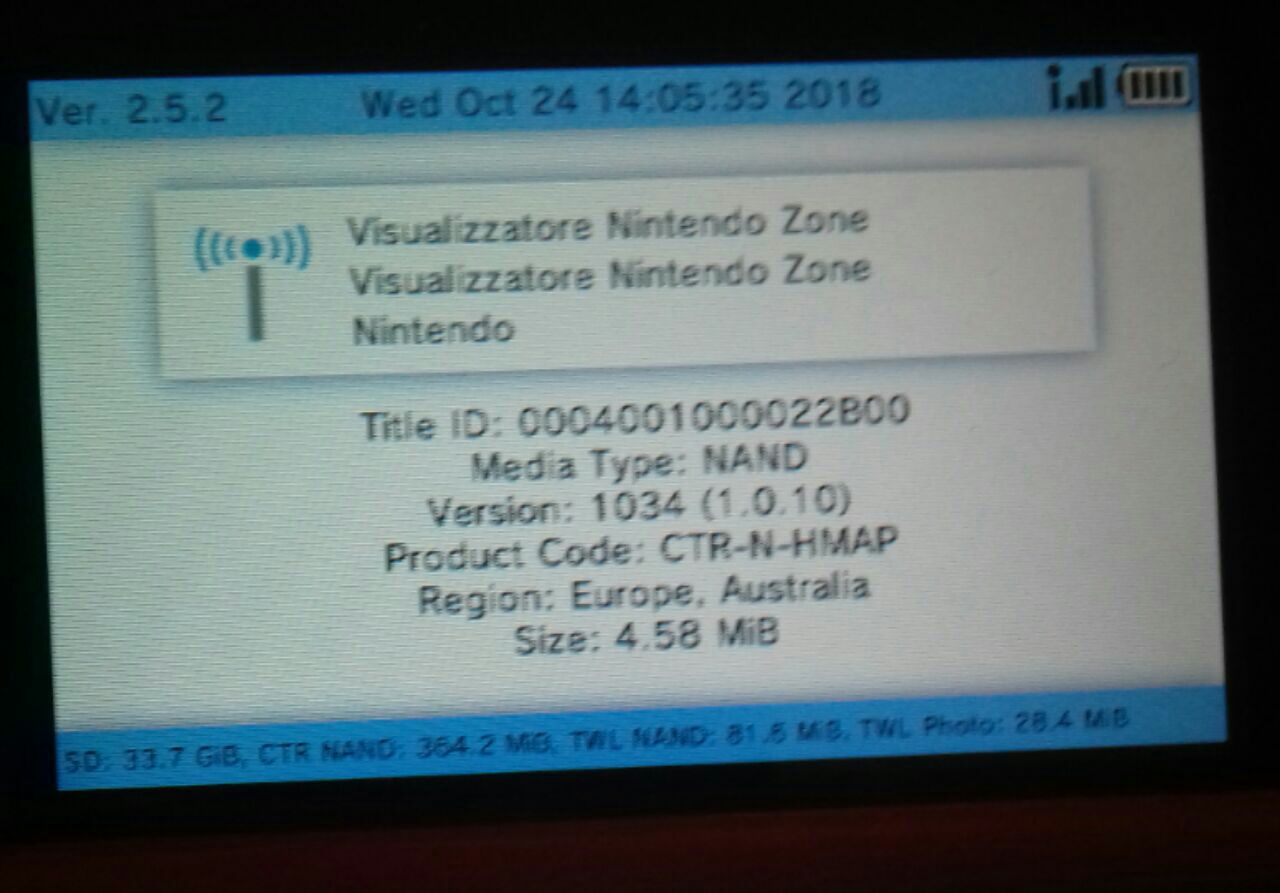 Ver. 2.5.2 Wed Oct 24 14:05:35 2018
Visualizzatore Nintendo Zone
Visualizzatore Nintendo Zone
Nintendo
Title ID: 0004001000022B00
Media Type: NAND
Version: 1034 (1.0.10)
Product Code: CTR-N-HMAP
Region: Europe, Australia
Size: 4.58 MiB
SD: 33.7 GiB, CTR NAND: 364.2 MiB, TWL NAND: 81.6 MiB, TWL Photo: 28.4 MiB